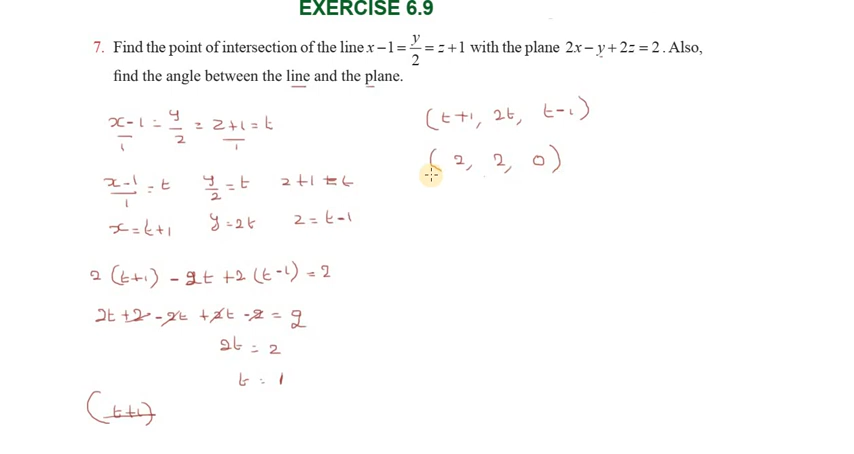 EXERCISE 6.9
7. Find the point of intersection of the line x − 1 = y/2 = z + 1 with the plane 2x − y + 2z = 2. Also,
find the angle between the line and the plane.
x-1/1 = y/2 = z+1/1 = t
x-1/1 = t y/2 = t z+1 = t
x = t+1 y = 2t z = t-1
2(t+1) - 2t + 2(t-1) = 2
2t + 2 - 2t + 2t - 2 = 2
2t = 2
t = 1
(t+1)
(t+1, 2t, t-1)
(2, 2, 0)